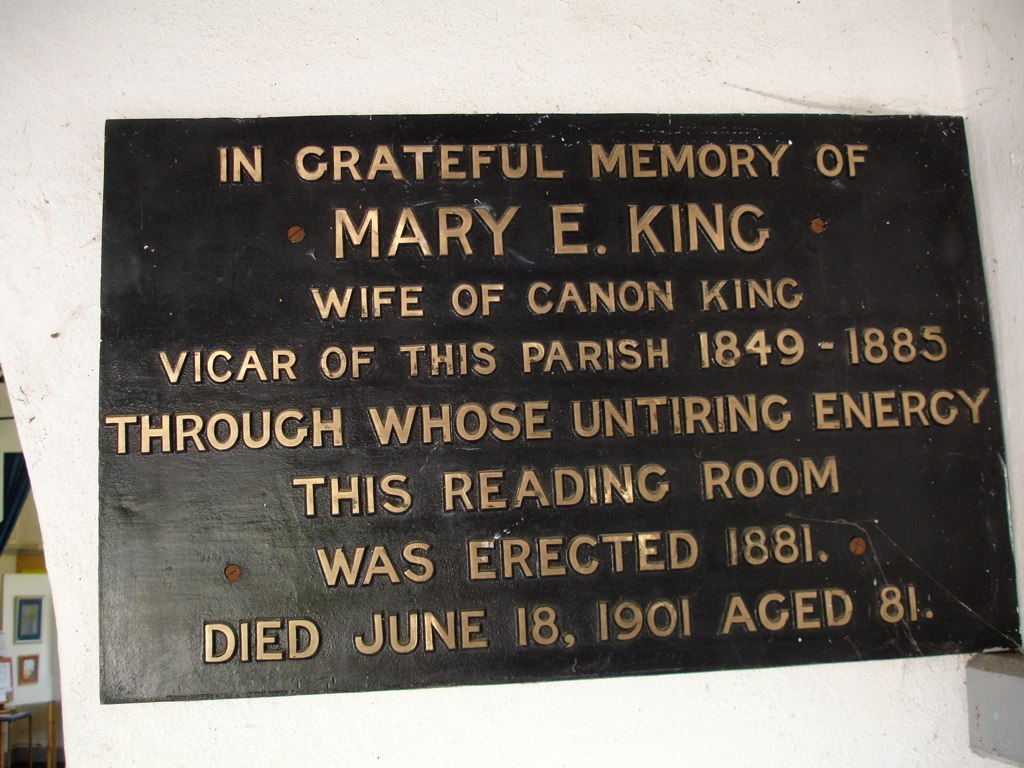 IN GRATEFUL MEMORY OF
MARY E. KING
WIFE OF CANON KING
VICAR OF THIS PARISH 1849-1885
THROUGH WHOSE UNTIRING ENERGY
THIS READING ROOM
WAS ERECTED 1881.
DIED JUNE 18, 1901 AGED 81.